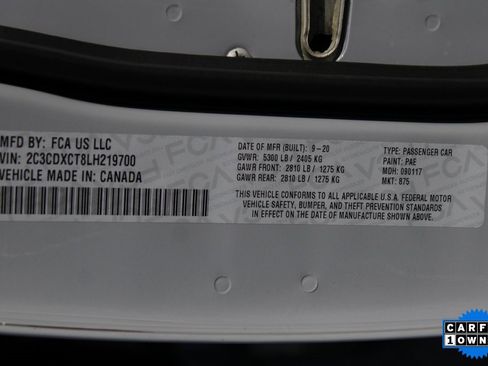 MFD BY: FCA US LLC
VIN: 2C3CDXCT8LH219700
VEHICLE MADE IN: CANADA
DATE OF MFR (BUILT): 9-20
GVWR: 5300 LB / 2405 KG
GAWR FRONT: 2810 LB / 1275 KG
GAWR REAR: 2810 LB / 1275 KG
TYPE: PASSENGER CAR
PAINT: PAE
MDH: 090117
MKT: 875
THIS VEHICLE CONFORMS TO ALL APPLICABLE U.S.A. FEDERAL MOTOR
VEHICLE SAFETY, BUMPER, AND THEFT PREVENTION STANDARDS
IN EFFECT ON THE DATE OF MANUFACTURE SHOWN ABOVE.
CARF
1 OWN